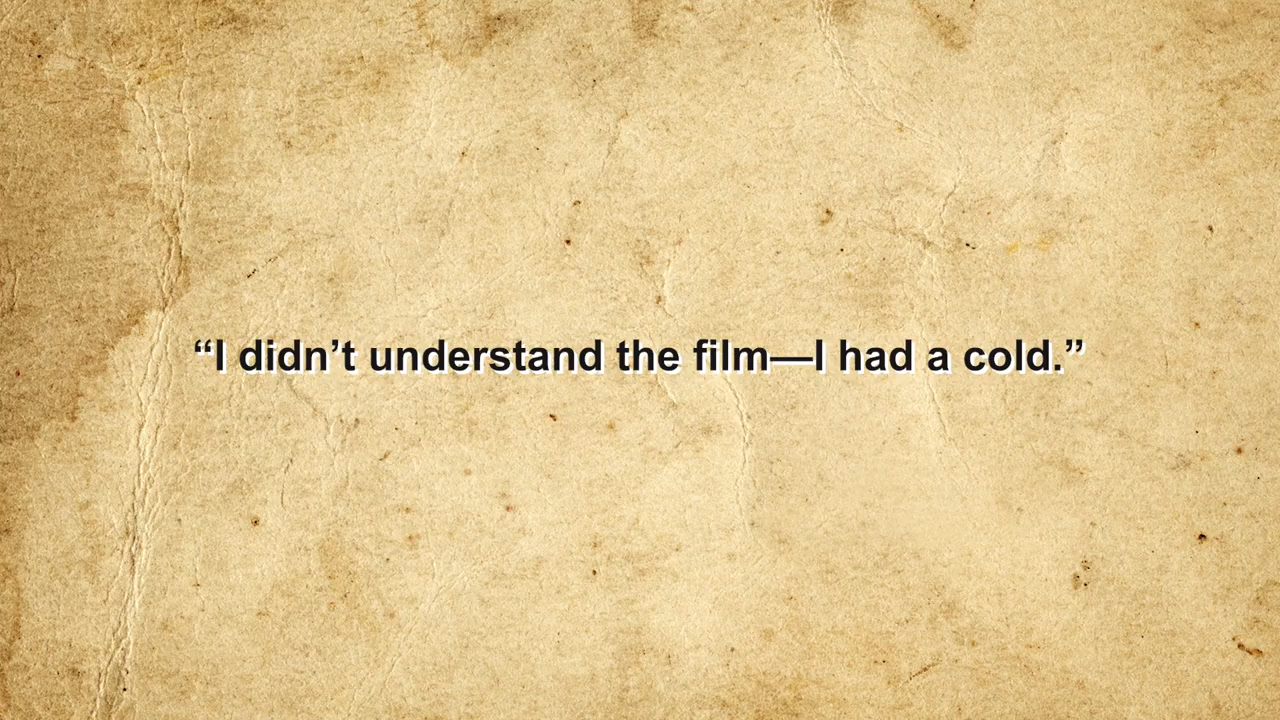 “I didn’t understand the film—I had a cold.”